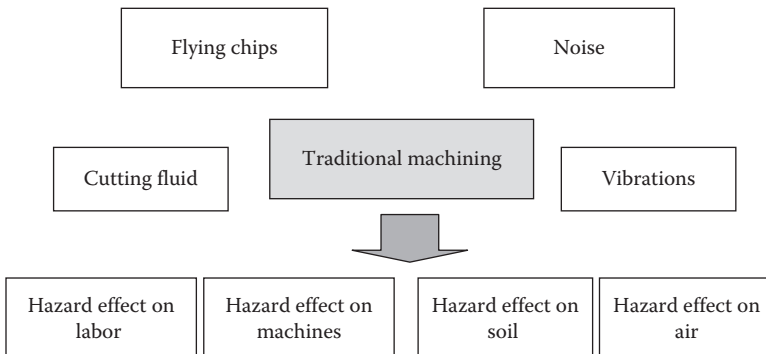 Flying chips
Noise
Traditional machining
Cutting fluid
Vibrations
Hazard effect on
labor
Hazard effect on
machines
Hazard effect on
soil
Hazard effect on
air